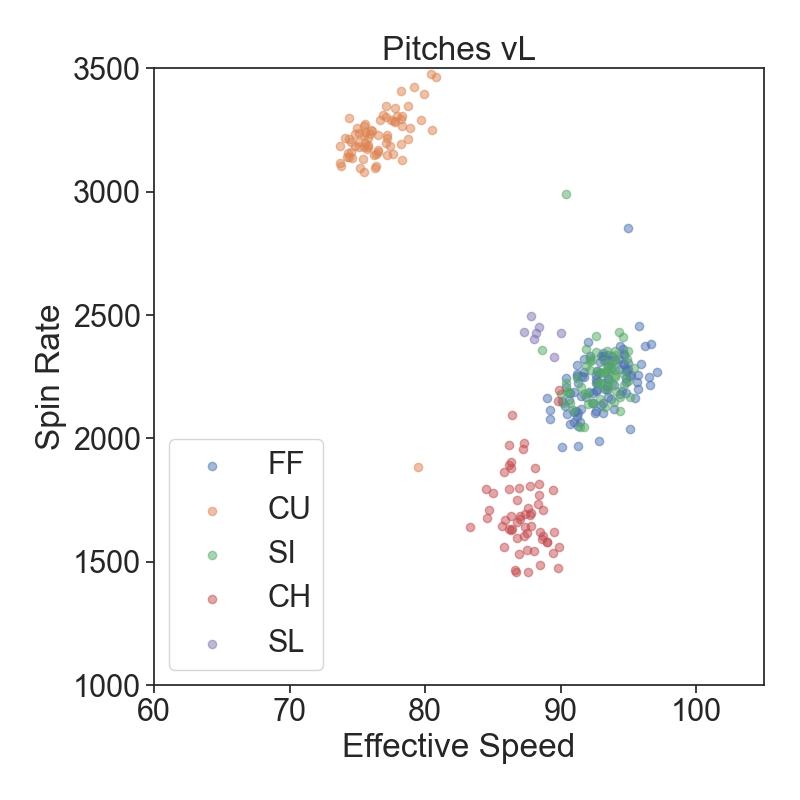 Pitches vL
3500
3000
2500
2000
1500
1000
Spin Rate
FF
CU
SI
CH
SL
60 70 80 90 100
Effective Speed